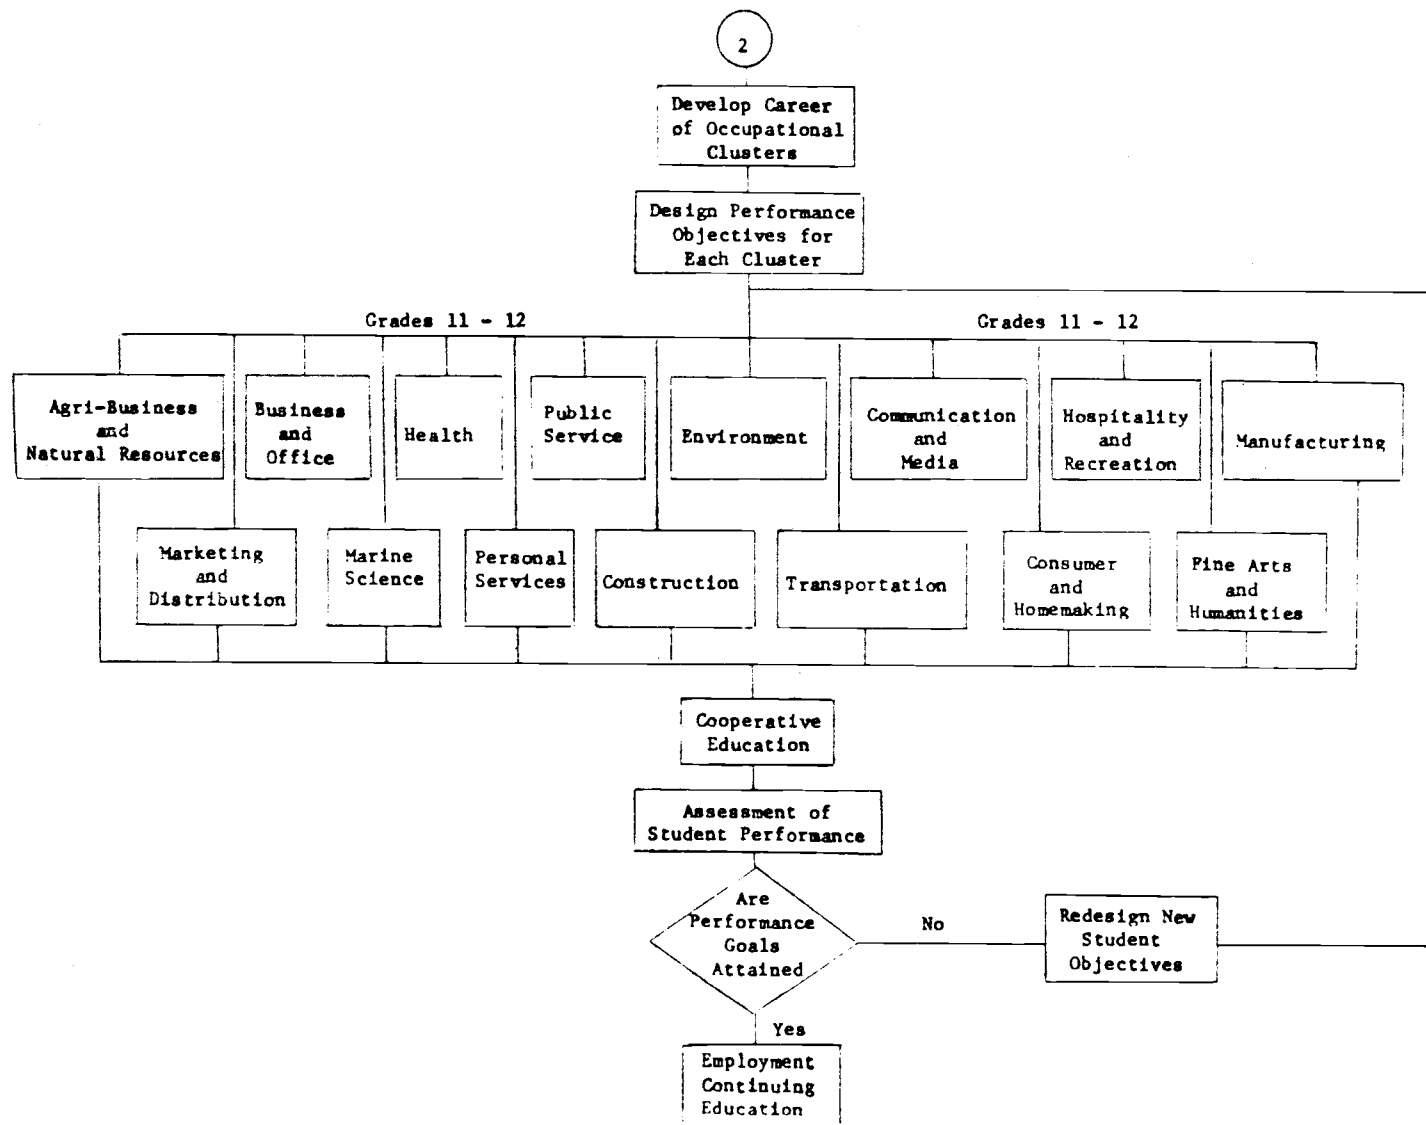 2
Develop Career
of Occupational
Clusters
Design Performance
Objectives for
Each Cluster
Grades 11 - 12
Grades 11 - 12
Agri-Business
and
Natural Resources
Business
and
Office
Health
Public
Service
Environment
Communication
and
Media
Hospitality
and
Recreation
Manufacturing
Marketing
and
Distribution
Marine
Science
Personal
Services
Construction
Transportation
Consumer
and
Homemaking
Fine Arts
and
Humanities
Cooperative
Education
Assessment of
Student Performance
Are
Performance
Goals
Attained
No
Redesign New
Student
Objectives
Yes
Employment
Continuing
Education